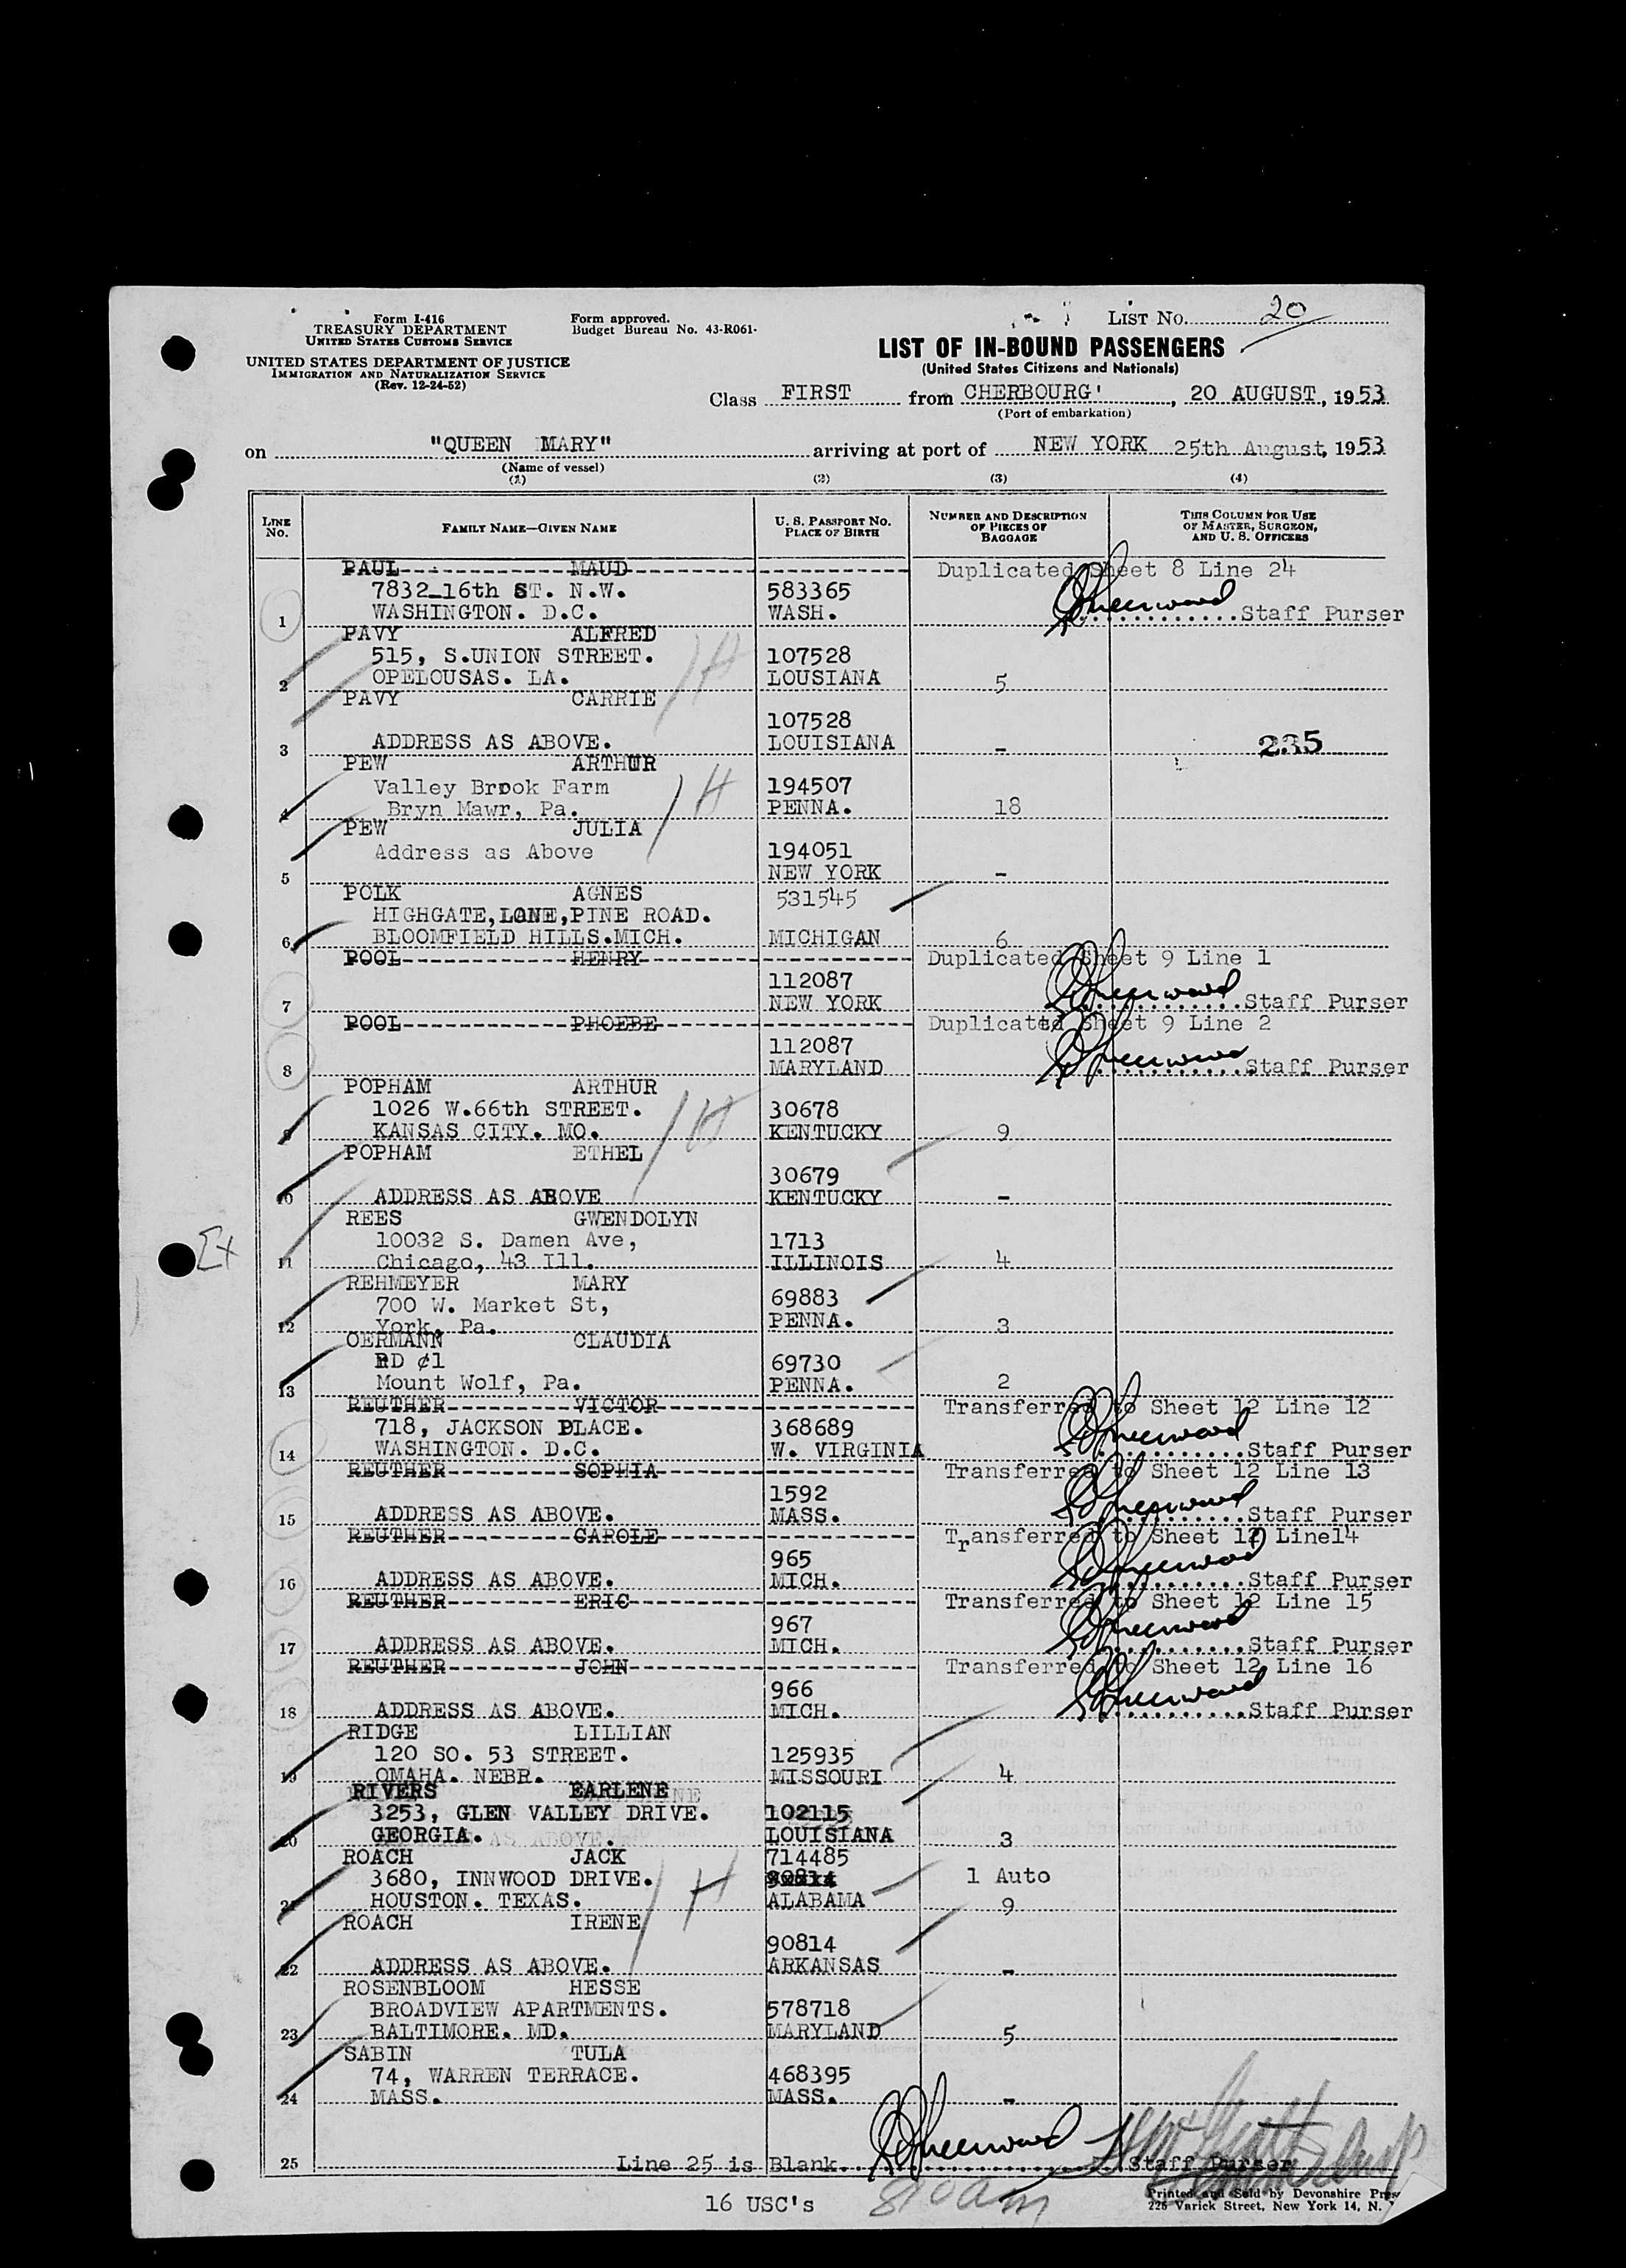 Form I-416
TREASURY DEPARTMENT
UNITED STATES CUSTOMS SERVICE
UNITED STATES DEPARTMENT OF JUSTICE
IMMIGRATION AND NATURALIZATION SERVICE
(Rev. 12-24-52)
Form approved.
Budget Bureau No. 43-R061-
LIST No. 20
LIST OF IN-BOUND PASSENGERS
(United States Citizens and Nationals)
Class FIRST from CHERBOURG', 20 AUGUST, 1953
(Port of embarkation)
on "QUEEN MARY" arriving at port of NEW YORK 25th August, 1953
(Name of vessel)
(1) (2) (3) (4)
LINE No. FAMILY NAME—GIVEN NAME U. S. PASSPORT NO. PLACE OF BIRTH NUMBER AND DESCRIPTION OF PIECES OF BAGGAGE THIS COLUMN FOR USE OF MASTER, SURGEON, AND U. S. OFFICERS
PAUL MAUD Duplicated Sheet 8 Line 24
7832 16th ST. N.W. 583365
1 WASHINGTON. D.C. WASH. Staff Purser
PAVY ALFRED
515, S.UNION STREET. 107528
2 OPELOUSAS. LA. LOUSIANA 5
PAVY CARRIE
107528
3 ADDRESS AS ABOVE. LOUISIANA - 235
PEW ARTHUR
Valley Brook Farm 194507
4 Bryn Mawr, Pa. PENNA. 18
PEW JULIA
Address as Above 194051
5 NEW YORK -
POLK AGNES 531545
HIGHGATE,LONE,PINE ROAD.
6 BLOOMFIELD HILLS.MICH. MICHIGAN 6
POOL HENRY Duplicated Sheet 9 Line 1
112087
7 NEW YORK Staff Purser
POOL PHOEBE Duplicated Sheet 9 Line 2
112087
8 MARYLAND Staff Purser
POPHAM ARTHUR
1026 W.66th STREET. 30678
9 KANSAS CITY. MO. KENTUCKY 9
POPHAM ETHEL
30679
10 ADDRESS AS ABOVE KENTUCKY -
REES GWENDOLYN
10032 S. Damen Ave, 1713
Ex 11 Chicago, 43 Ill. ILLINOIS 4
REHMEYER MARY
700 W. Market St, 69883
12 York, Pa. PENNA. 3
OERMANN CLAUDIA
RD ¢1 69730
13 Mount Wolf, Pa. PENNA. 2
REUTHER VICTOR Transferred to Sheet 12 Line 12
718, JACKSON PLACE. 368689
14 WASHINGTON. D.C. W. VIRGINIA Staff Purser
REUTHER SOPHIA Transferred to Sheet 12 Line 13
1592
15 ADDRESS AS ABOVE. MASS. Staff Purser
REUTHER CAROLE Transferred to Sheet 12 Line14
965
16 ADDRESS AS ABOVE. MICH. Staff Purser
REUTHER ERIC Transferred to Sheet 12 Line 15
967
17 ADDRESS AS ABOVE. MICH. Staff Purser
REUTHER JOHN Transferred to Sheet 12 Line 16
966
18 ADDRESS AS ABOVE. MICH. Staff Purser
RIDGE LILLIAN
120 SO. 53 STREET. 125935
19 OMAHA. NEBR. MISSOURI 4
RIVERS EARLENE
3253, GLEN VALLEY DRIVE. 102115
20 GEORGIA. LOUISIANA 3
ROACH JACK 714485
3680, INNWOOD DRIVE. 90814 1 Auto
21 HOUSTON. TEXAS. ALABAMA 9
ROACH IRENE
90814
22 ADDRESS AS ABOVE. ARKANSAS -
ROSENBLOOM HESSE
BROADVIEW APARTMENTS. 578718
23 BALTIMORE. MD. MARYLAND 5
SABIN TULA
74, WARREN TERRACE. 468395
24 MASS. MASS. -
25 Line 25 is Blank. Staff Purser
16 USC's 810am
Printed and Sold by Devonshire
225 Varick Street, New York 14, N.